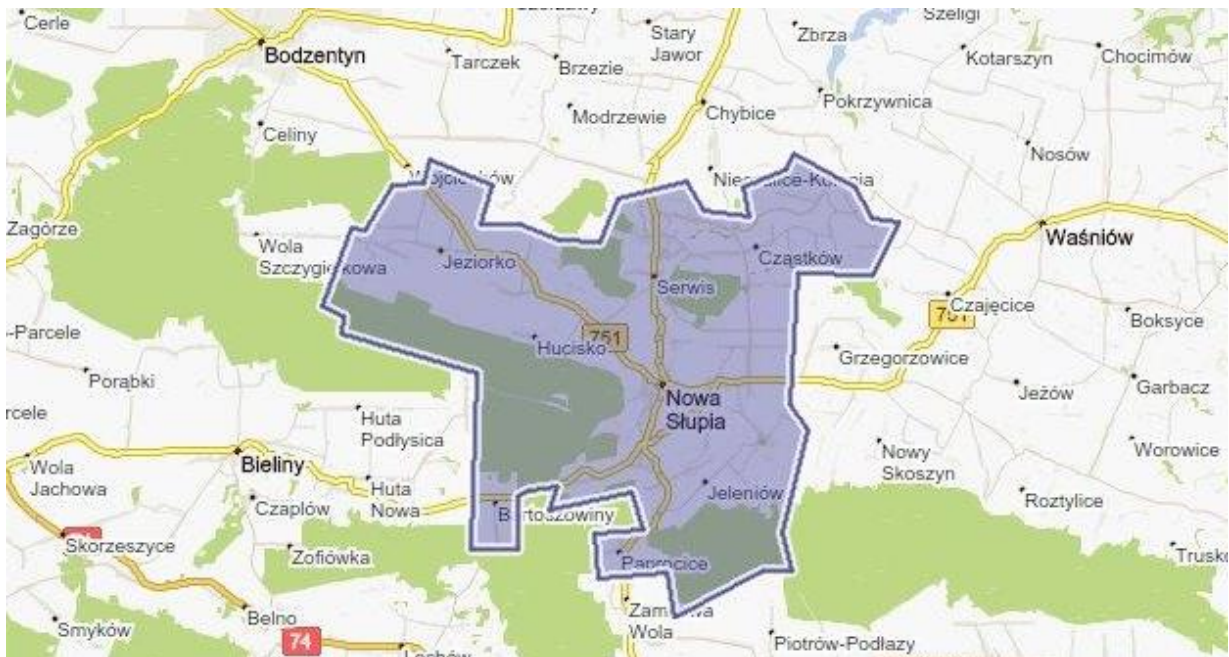 Cerle
Bodzentyn
Tarczek
Brzezie
Stary
Jawor
Zbrza
Szeligi
Kotarszyn
Chocimów
Modrzewie
Chybice
Pokrzywnica
Celiny
Nosów
Zagórze
Wola
Jeziorko
Serwis
Cząstków
Waśniów
Czajęcice
751
Boksyce
-Parcele
Hucisko
751
Grzegorzowice
Porąbki
Nowa
Słupia
Jeżów
Garbacz
Huta
Podłysica
Nowy
Skoszyn
Worowice
Wola
Jachowa
Bieliny
Huta
Nowa
Czaplów
Jeleniów
Roztylice
Skorzeszyce
Zofiówka
Paprocice
Belno
Wola
Smyków
74
Piotrów-Podłazy